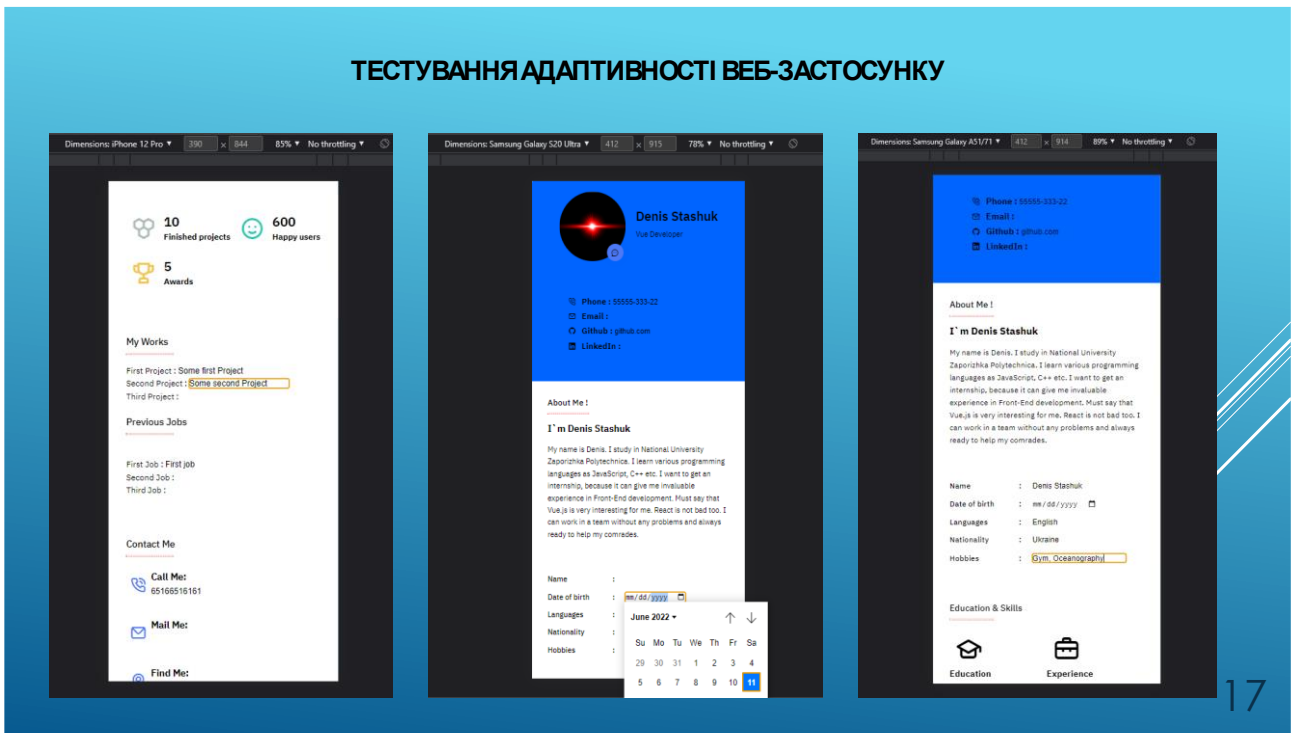 ТЕСТУВАННЯ АДАПТИВНОСТІ ВЕБ-ЗАСТОСУНКУ
Dimensions: iPhone 12 Pro ▼ 390 x 844 85% ▼ No throttling ▼
10
Finished projects
600
Happy users
5
Awards
My Works
First Project : Some first Project
Second Project : Some second Project
Third Project :
Previous Jobs
First Job : First job
Second Job :
Third Job :
Contact Me
Call Me:
65166516161
Mail Me:
Find Me:
Dimensions: Samsung Galaxy S20 Ultra ▼ 412 x 915 78% ▼ No throttling ▼
Denis Stashuk
Vue Developer
Phone : 55555-333-22
Email :
Github : github.com
LinkedIn :
About Me !
I`m Denis Stashuk
My name is Denis. I study in National University
Zaporizhka Polytechnica. I learn various programming
languages as JavaScript, C++ etc. I want to get an
internship, because it can give me invaluable
experience in Front-End development. Must say that
Vue.js is very interesting for me. React is not bad too. I
can work in a team without any problems and always
ready to help my comrades.
Name :
Date of birth : mm/dd/yyyy
Languages :
Nationality :
Hobbies :
June 2022 ▾
Su Mo Tu We Th Fr Sa
29 30 31 1 2 3 4
5 6 7 8 9 10 11
Dimensions: Samsung Galaxy A51/71 ▼ 412 x 914 89% ▼ No throttling ▼
Phone : 55555-333-22
Email :
Github : github.com
LinkedIn :
About Me !
I`m Denis Stashuk
My name is Denis. I study in National University
Zaporizhka Polytechnica. I learn various programming
languages as JavaScript, C++ etc. I want to get an
internship, because it can give me invaluable
experience in Front-End development. Must say that
Vue.js is very interesting for me. React is not bad too. I
can work in a team without any problems and always
ready to help my comrades.
Name : Denis Stashuk
Date of birth : mm/dd/yyyy
Languages : English
Nationality : Ukraine
Hobbies : Gym, Oceanography
Education & Skills
Education
Experience
17